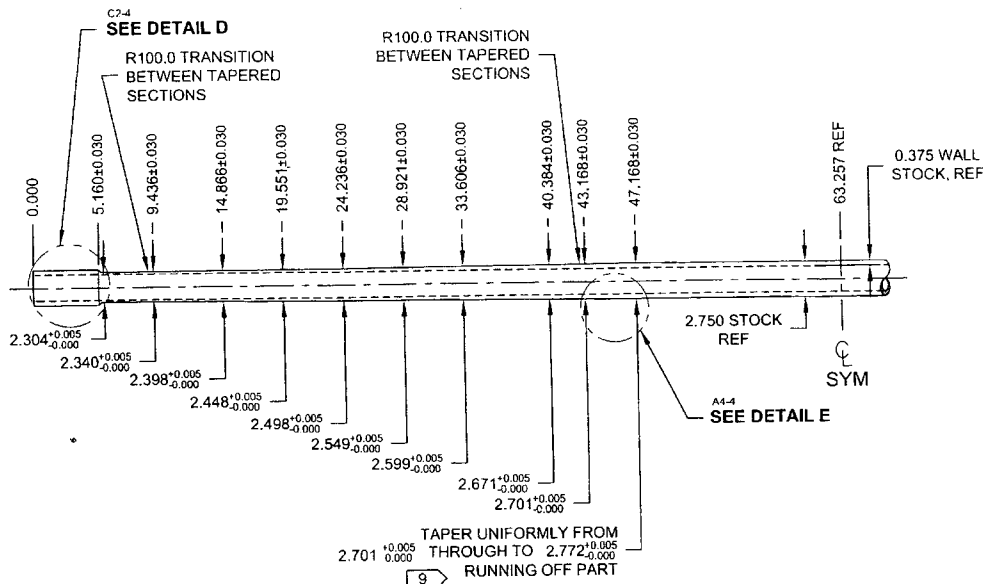 C2-4
SEE DETAIL D
R100.0 TRANSITION
BETWEEN TAPERED
SECTIONS
R100.0 TRANSITION
BETWEEN TAPERED
SECTIONS
0.000
5.160±0.030
9.436±0.030
14.866±0.030
19.551±0.030
24.236±0.030
28.921±0.030
33.606±0.030
40.384±0.030
43.168±0.030
47.168±0.030
63.257 REF
0.375 WALL
STOCK, REF
2.304 +0.005 -0.000
2.340 +0.005 -0.000
2.398 +0.005 -0.000
2.448 +0.005 -0.000
2.498 +0.005 -0.000
2.549 +0.005 -0.000
2.599 +0.005 -0.000
2.671 +0.005 -0.000
2.701 +0.005 -0.000
2.750 STOCK
REF
℄
SYM
A4-4
SEE DETAIL E
TAPER UNIFORMLY FROM
2.701 +0.005 0.000 THROUGH TO 2.772 +0.005 -0.000
9 RUNNING OFF PART